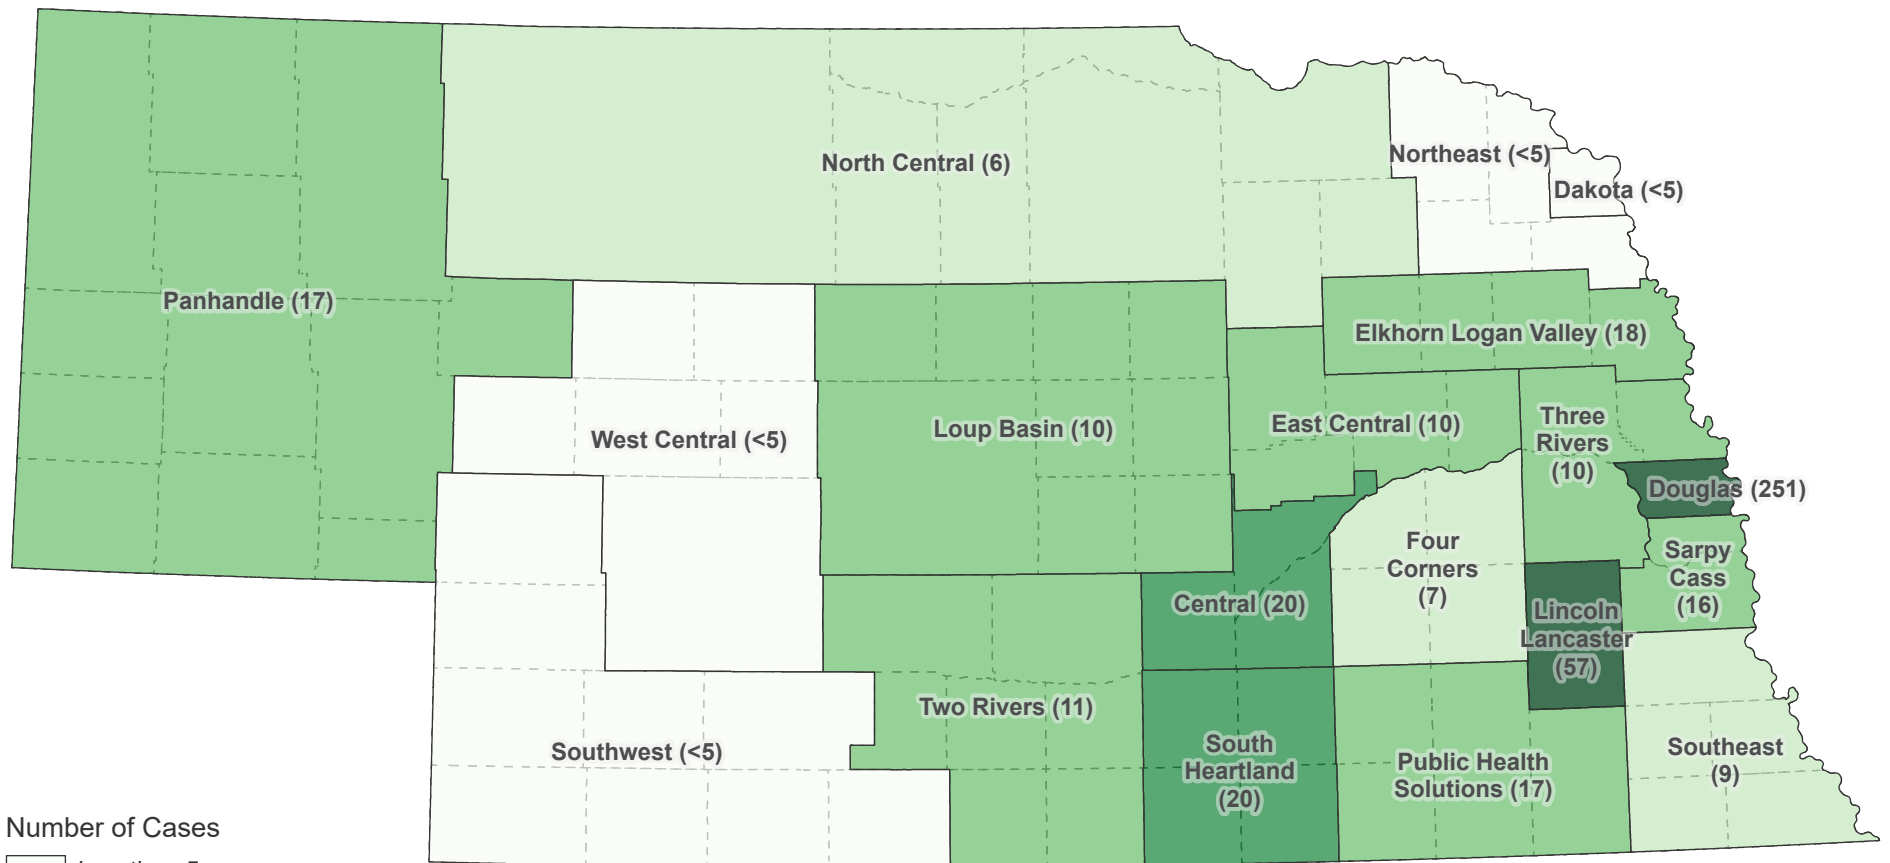 North Central (6)
Northeast (<5)
Dakota (<5)
Panhandle (17)
Elkhorn Logan Valley (18)
West Central (<5)
Loup Basin (10)
East Central (10)
Three
Rivers
(10)
Douglas (251)
Four
Corners
(7)
Sarpy
Cass
(16)
Central (20)
Lincoln
Lancaster
(57)
Two Rivers (11)
Southwest (<5)
South
Heartland
(20)
Public Health
Solutions (17)
Southeast
(9)
Number of Cases